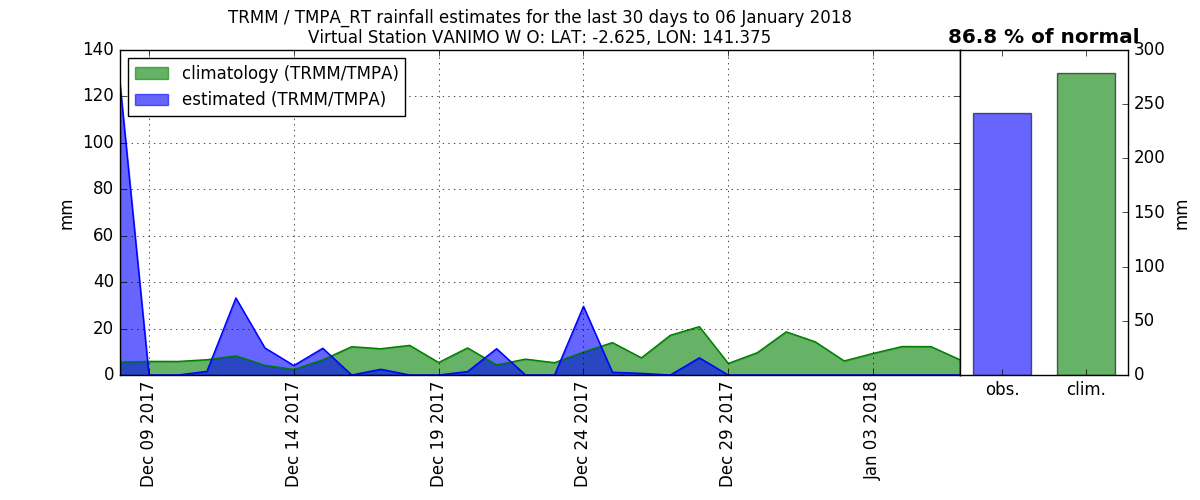 TRMM / TMPA_RT rainfall estimates for the last 30 days to 06 January 2018
Virtual Station VANIMO W O: LAT: -2.625, LON: 141.375
86.8 % of normal
climatology (TRMM/TMPA)
estimated (TRMM/TMPA)
mm
140
120
100
80
60
40
20
0
Dec 09 2017
Dec 14 2017
Dec 19 2017
Dec 24 2017
Dec 29 2017
Jan 03 2018
300
250
200
150
100
50
0
mm
obs.
clim.